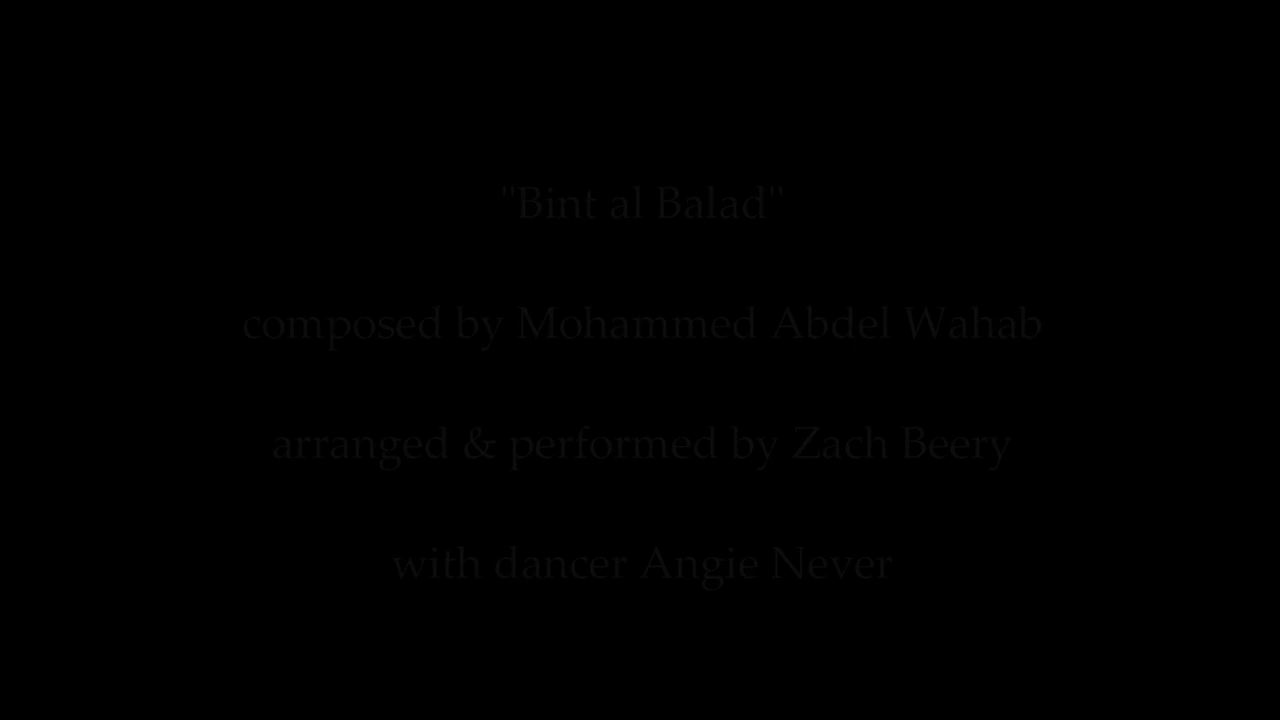 "Bint al Balad"
composed by Mohammed Abdel Wahab
arranged & performed by Zach Beery
with dancer Angie Never